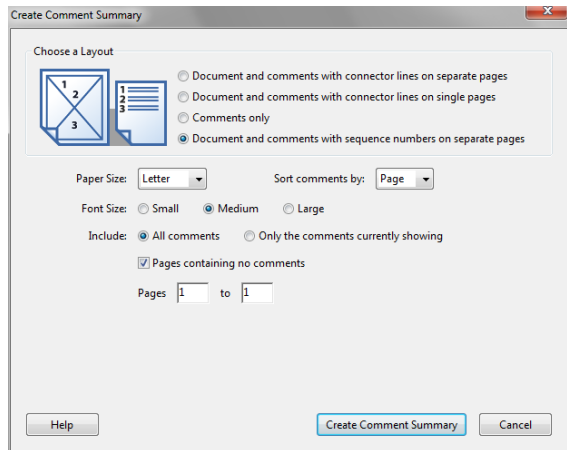 Create Comment Summary
x
Choose a Layout
1
2
3
1
2
3
Document and comments with connector lines on separate pages
Document and comments with connector lines on single pages
Comments only
Document and comments with sequence numbers on separate pages
Paper Size: Letter Sort comments by: Page
Font Size: Small Medium Large
Include: All comments Only the comments currently showing
Pages containing no comments
Pages 1 to 1
Help Create Comment Summary Cancel